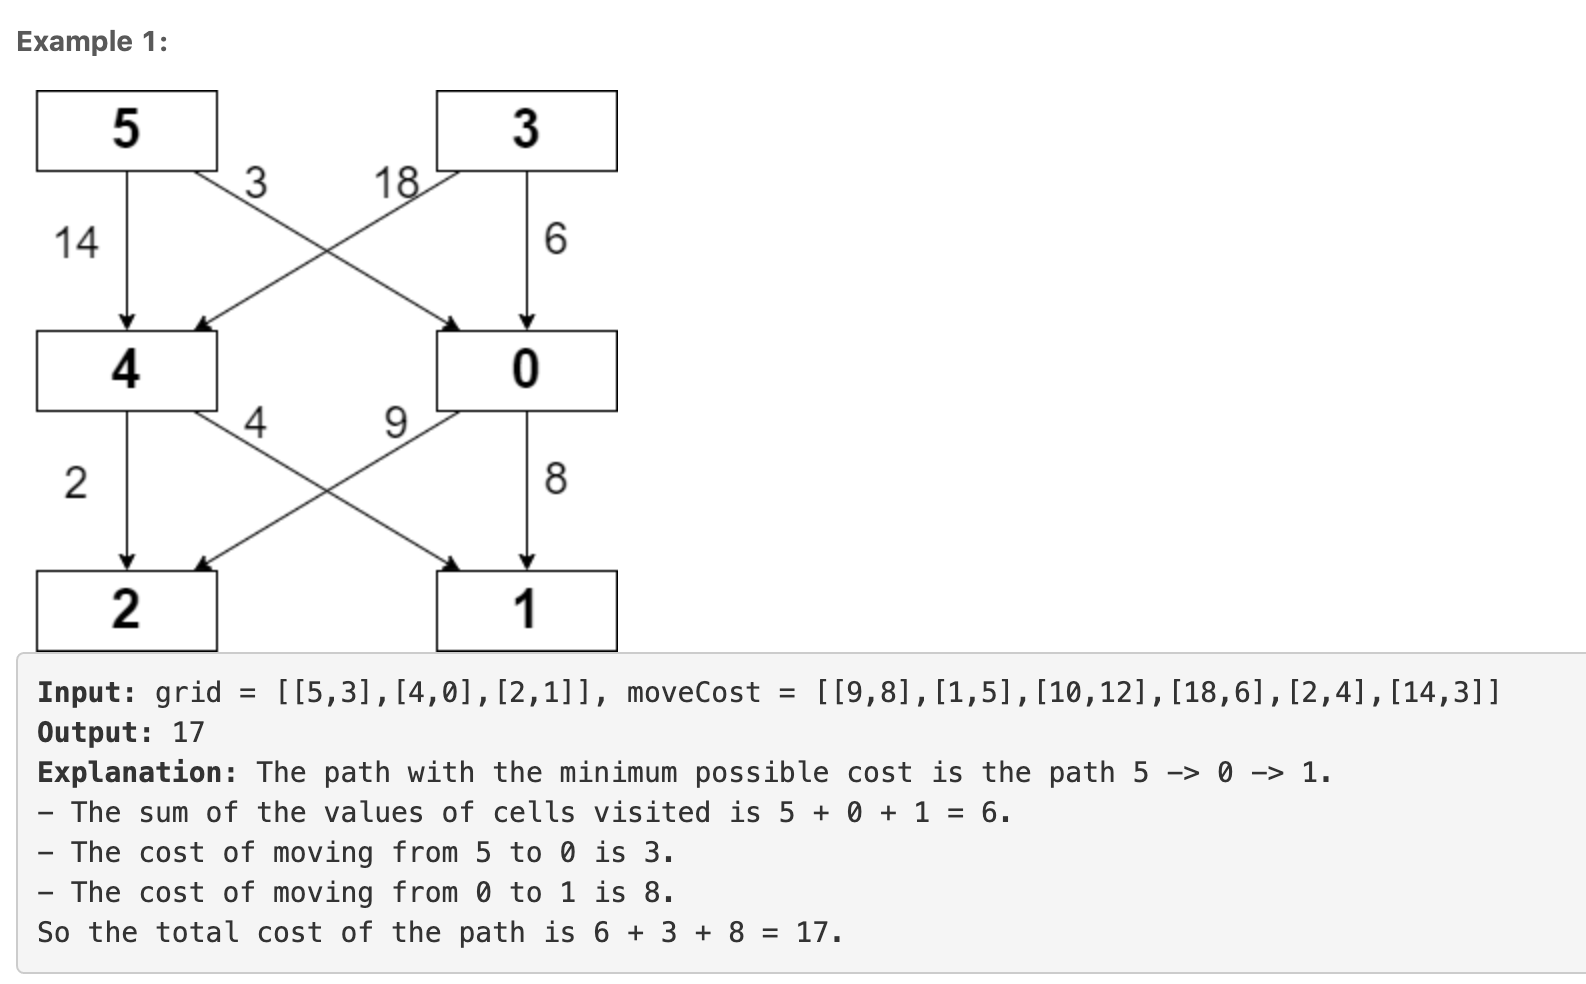 Example 1:
5 3
3 18
14 6
4 0
4 9
2 8
2 1
Input: grid = [[5,3],[4,0],[2,1]], moveCost = [[9,8],[1,5],[10,12],[18,6],[2,4],[14,3]]
Output: 17
Explanation: The path with the minimum possible cost is the path 5 -> 0 -> 1.
- The sum of the values of cells visited is 5 + 0 + 1 = 6.
- The cost of moving from 5 to 0 is 3.
- The cost of moving from 0 to 1 is 8.
So the total cost of the path is 6 + 3 + 8 = 17.